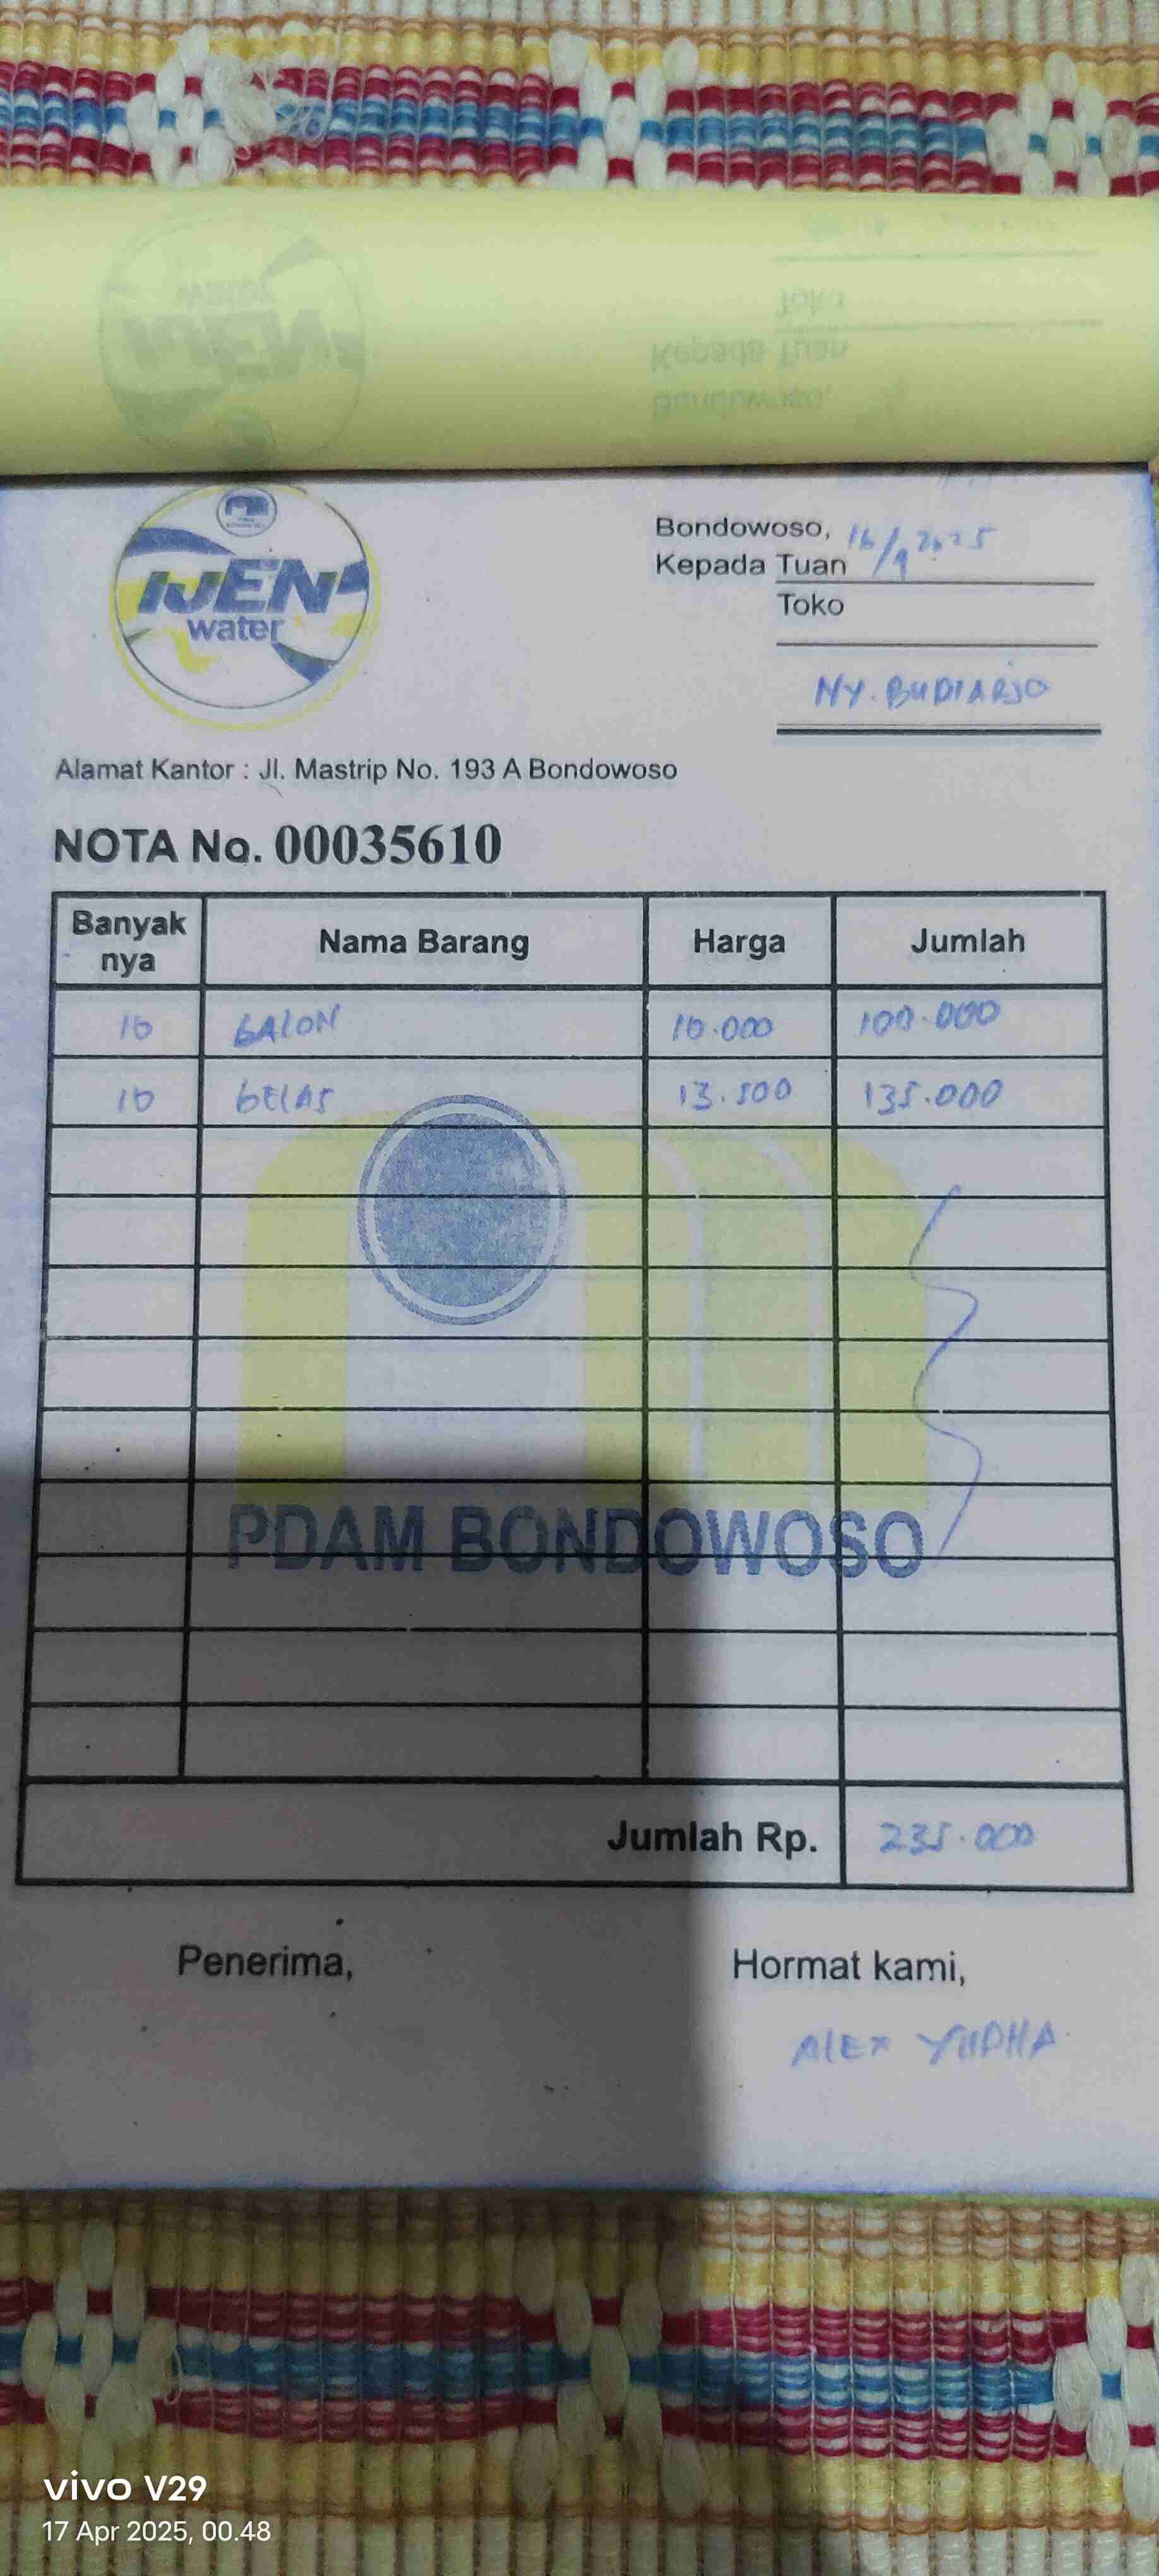 IJEN
water
Bondowoso, 16/4 2025
Kepada Tuan
Toko
NY. BUDIARJO
Alamat Kantor : Jl. Mastrip No. 193 A Bondowoso
NOTA No. 00035610
Banyak nya Nama Barang Harga Jumlah
10 GALON 10.000 100.000
10 GELAS 13.500 135.000
PDAM BONDOWOSO
Jumlah Rp. 235.000
Penerima, Hormat kami,
ALEX YUDHA
vivo V29
17 Apr 2025, 00.48